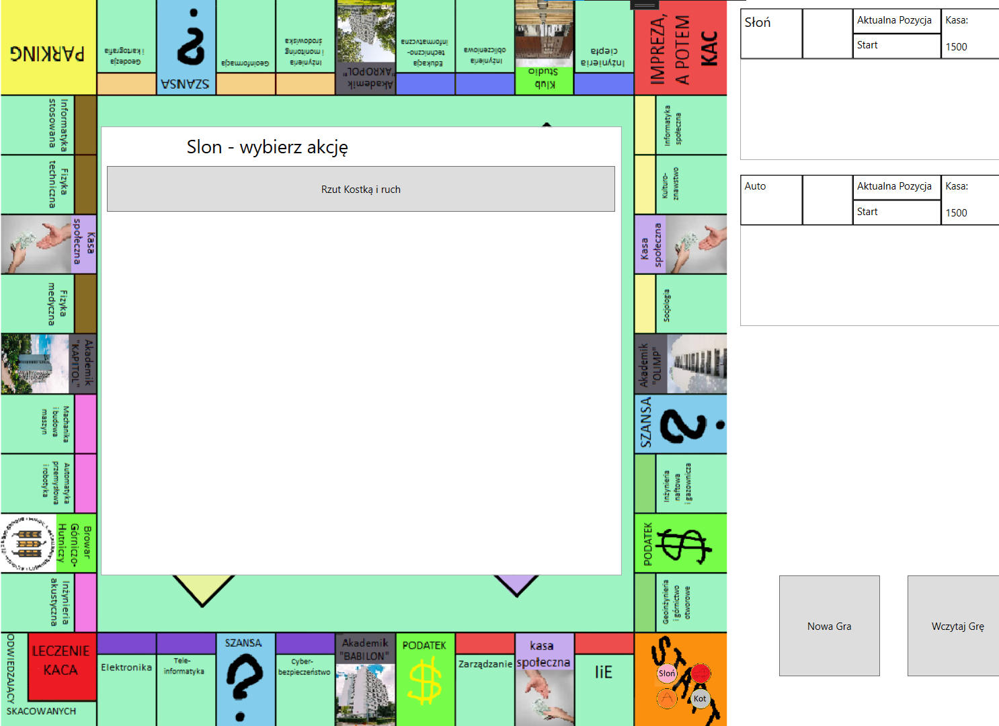 PARKING
Geodezja
i kartografia
SZANSA
Geoinformacja
Inżynieria
i monitoring
środowiska
Akademik
"AKROPOL"
Edukacja
techniczno-
informatyczna
Inżynieria
obliczeniowa
Klub
Studio
Inżynieria
ciepła
IMPREZA,
A POTEM
KAC
Słoń
Aktualna Pozycja
Start
Kasa:
1500
Auto
Aktualna Pozycja
Start
Kasa:
1500
Slon - wybierz akcję
Rzut Kostką i ruch
Informatyka
stosowana
Fizyka
techniczna
Kasa
społeczna
Fizyka
medyczna
Akademik
"KAPITOL"
Machanika
i budowa
maszyn
Automatyka
przemysłowa
i robotyka
Browar
Górniczo-
Hutniczy
Inżynieria
akustyczna
Informatyka
społeczna
Kulturo-
znawstwo
Kasa
społeczna
Socjologia
Akademik
"OLIMP"
SZANSA
Inżynieria
naftowa
i gazownicza
PODATEK
Geoinżynieria
i górnictwo
otworowe
ODWIEDZAJĄCY
SKACOWANYCH
LECZENIE
KACA
Elektronika
Tele-
informatyka
SZANSA
Cyber-
bezpieczeństwo
Akademik
"BABILON"
PODATEK
Zarządzanie
kasa
społeczna
IiE
START
Słoń
A
Kot
Nowa Gra
Wczytaj Grę